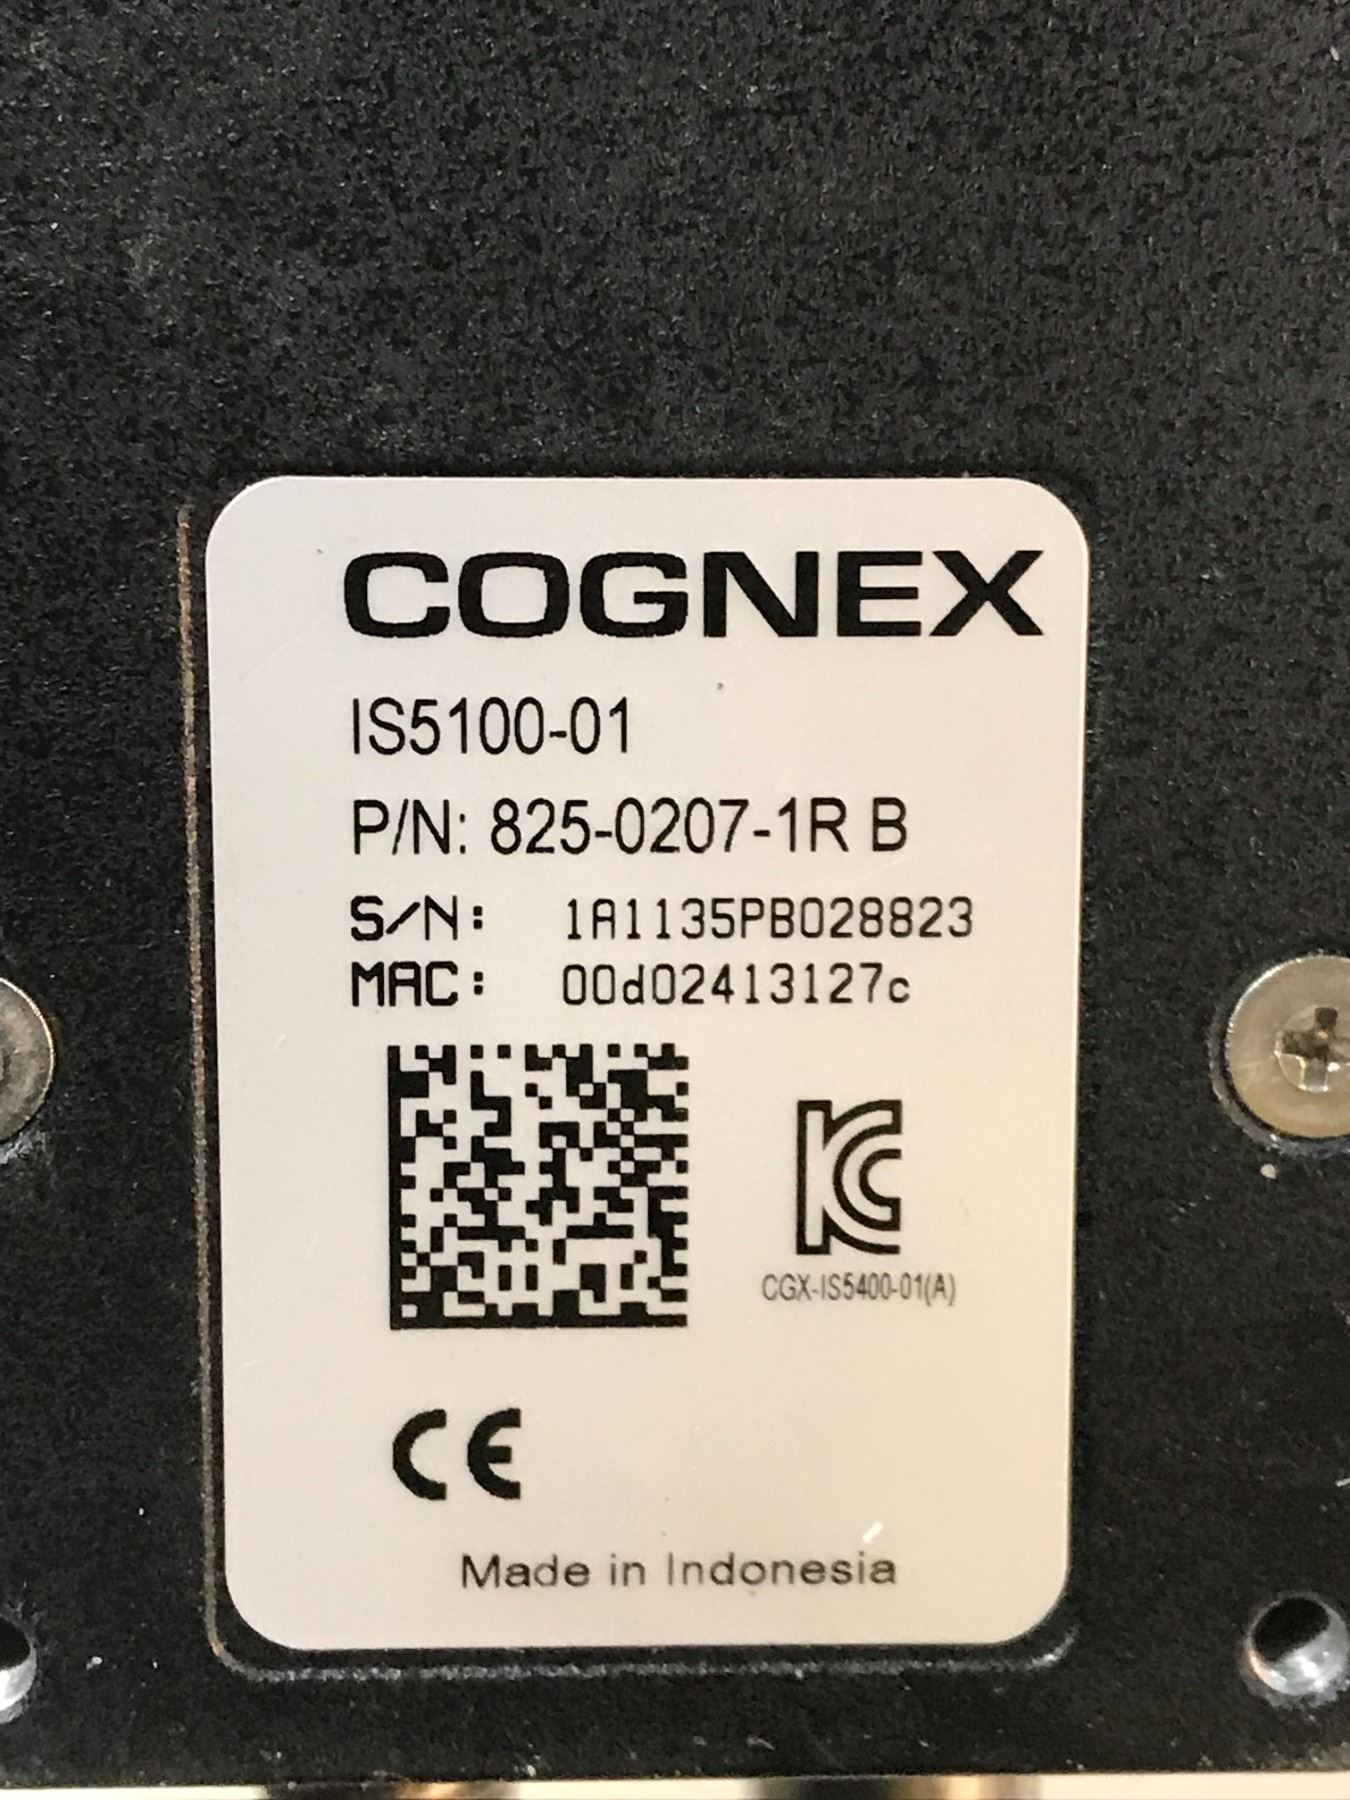 COGNEX
IS5100-01
P/N: 825-0207-1R B
S/N: 1A1135PB028823
MAC: 00d02413127c
CGX-IS5400-01(A)
CE
Made in Indonesia